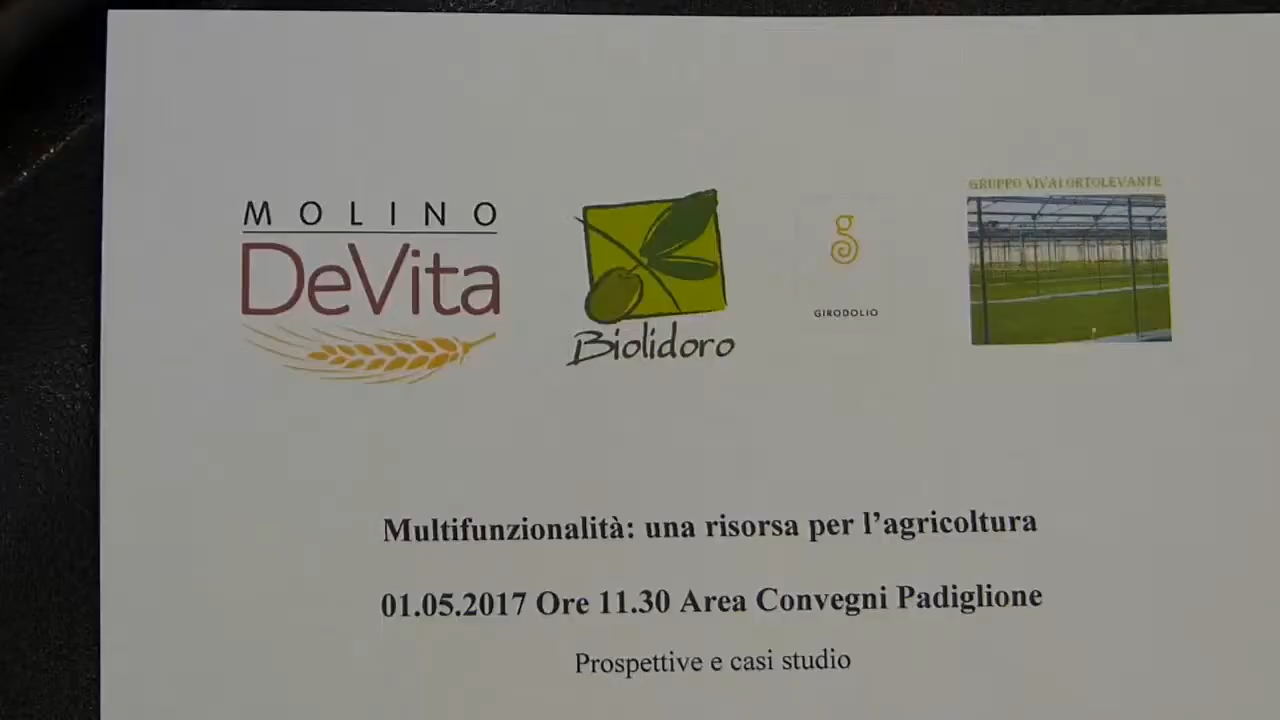 MOLINO
DeVita
Biolidoro
g
GIRODOLIO
GRUPPO VIVAI ORTOLEVANTE
Multifunzionalità: una risorsa per l'agricoltura
01.05.2017 Ore 11.30 Area Convegni Padiglione
Prospettive e casi studio